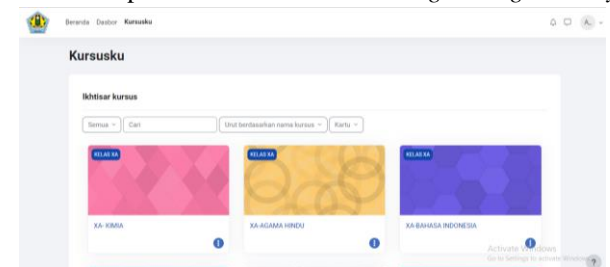 Beranda Dasbor Kursusku
Kursusku
Ikhtisar kursus
Semua Cari Urut berdasarkan nama kursus Kartu
KELAS XA KELAS XA KELAS XA
XA- KIMIA XA-AGAMA HINDU XA-BAHASA INDONESIA
Activate Windows
Go to Settings to activate Windows
?